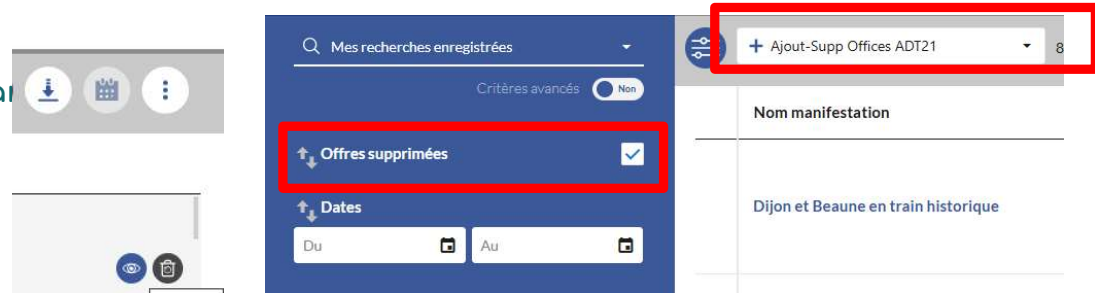 Mes recherches enregistrées
Critères avancés Non
Offres supprimées
Dates
Du Au
+ Ajout-Supp Offices ADT21
8
Nom manifestation
Dijon et Beaune en train historique